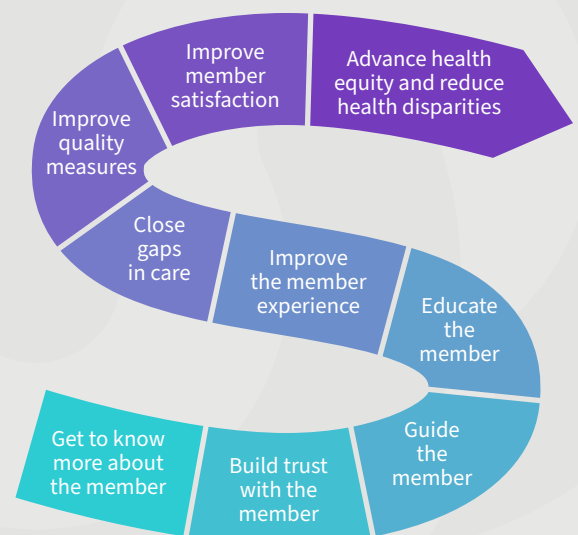 Improve
member
satisfaction
Advance health
equity and reduce
health disparities
Improve
quality
measures
Close
gaps
in care
Improve
the member
experience
Educate
the
member
Guide
the
member
Build trust
with the
member
Get to know
more about
the member